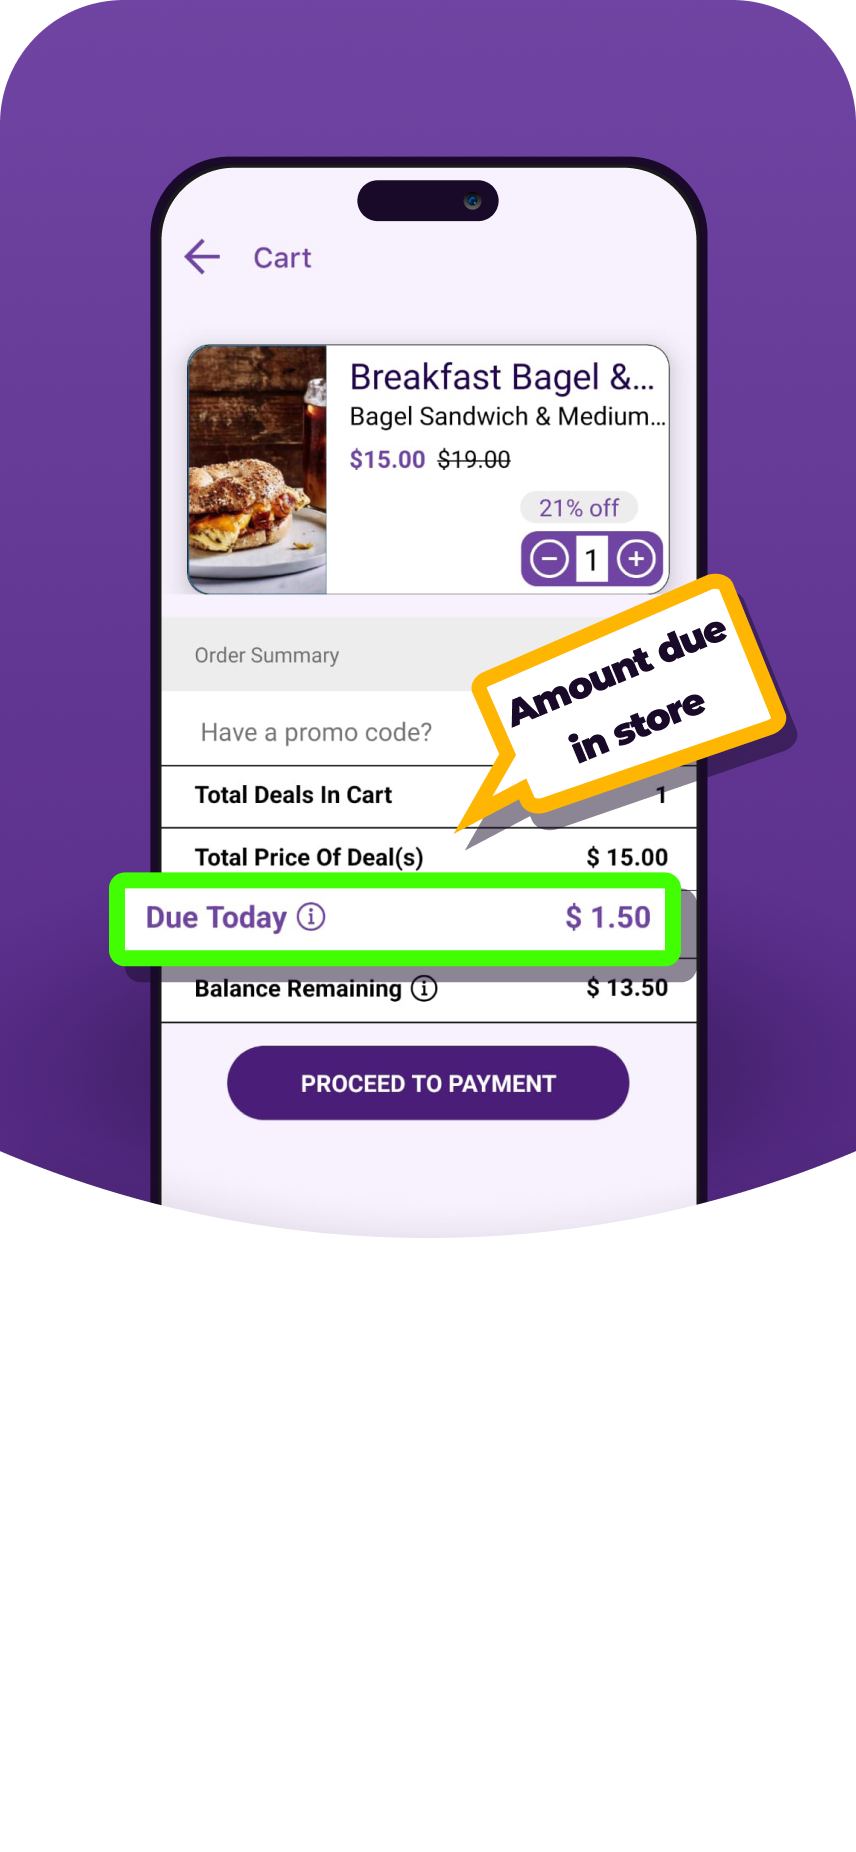 Cart
Breakfast Bagel &...
Bagel Sandwich & Medium...
$15.00 $19.00
21% off
1
Order Summary
Amount due
in store
Have a promo code?
Total Deals In Cart 1
Total Price Of Deal(s) $ 15.00
Due Today $ 1.50
Balance Remaining $ 13.50
PROCEED TO PAYMENT